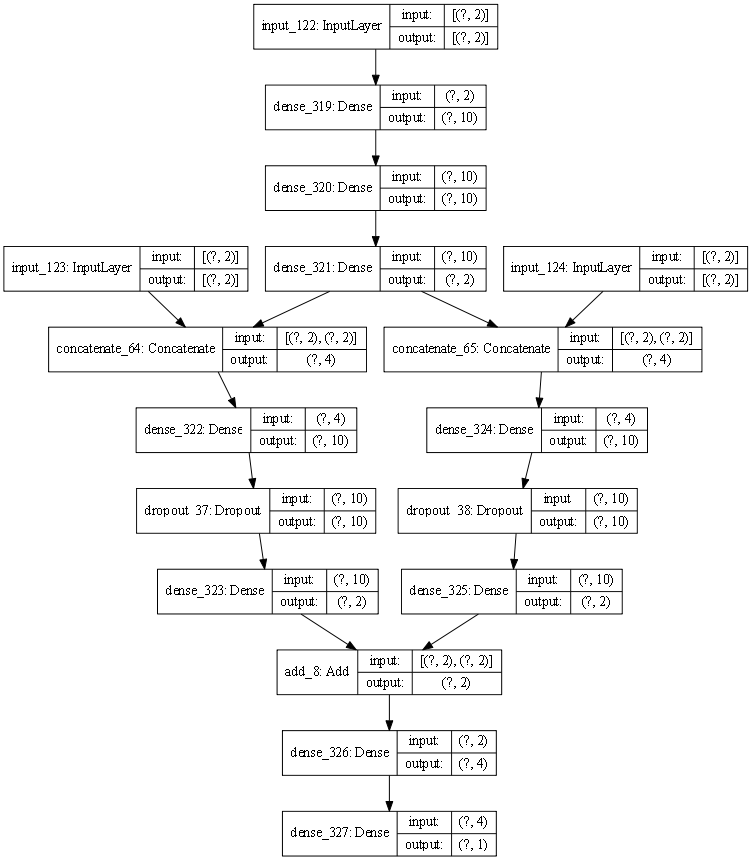 input_122: InputLayer
input: [(?, 2)]
output: [(?, 2)]
dense_319: Dense
input: (?, 2)
output: (?, 10)
dense_320: Dense
input: (?, 10)
output: (?, 10)
input_123: InputLayer
input: [(?, 2)]
output: [(?, 2)]
dense_321: Dense
input: (?, 10)
output: (?, 2)
input_124: InputLayer
input: [(?, 2)]
output: [(?, 2)]
concatenate_64: Concatenate
input: [(?, 2), (?, 2)]
output: (?, 4)
concatenate_65: Concatenate
input: [(?, 2), (?, 2)]
output: (?, 4)
dense_322: Dense
input: (?, 4)
output: (?, 10)
dense_324: Dense
input: (?, 4)
output: (?, 10)
dropout_37: Dropout
input: (?, 10)
output: (?, 10)
dropout_38: Dropout
input: (?, 10)
output: (?, 10)
dense_323: Dense
input: (?, 10)
output: (?, 2)
dense_325: Dense
input: (?, 10)
output: (?, 2)
add_8: Add
input: [(?, 2), (?, 2)]
output: (?, 2)
dense_326: Dense
input: (?, 2)
output: (?, 4)
dense_327: Dense
input: (?, 4)
output: (?, 1)